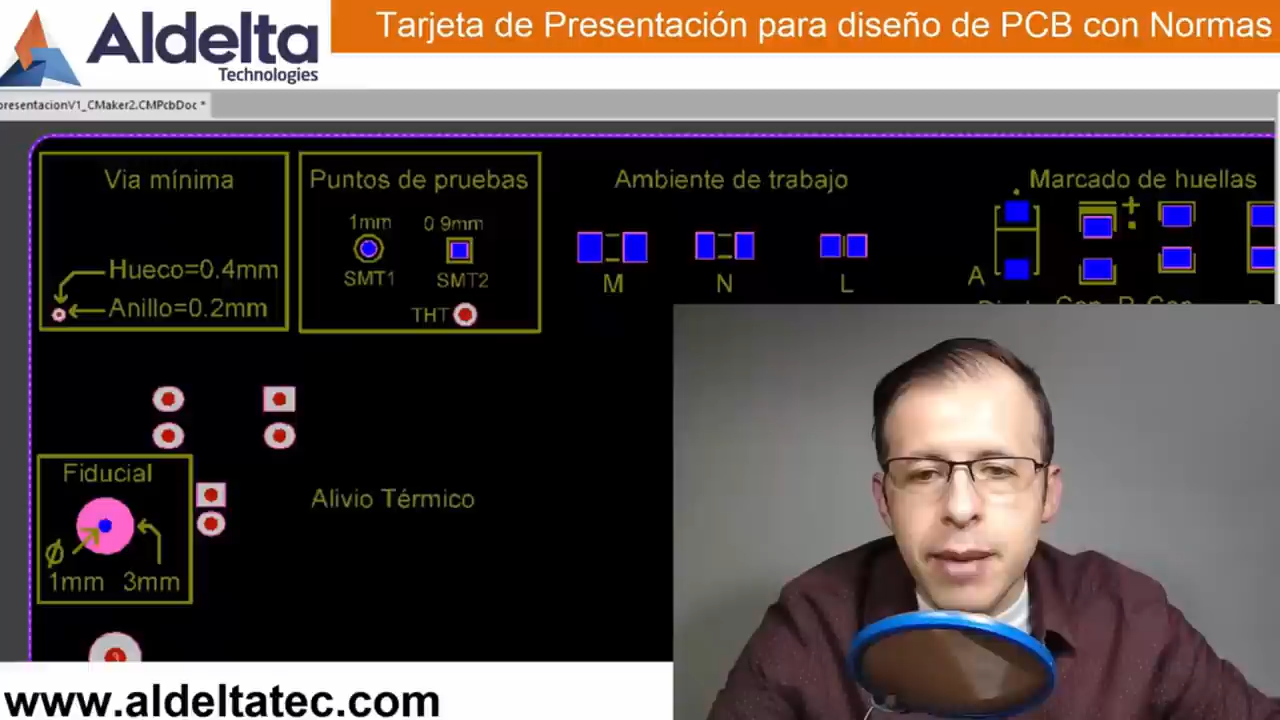 Aldelta
Technologies
Tarjeta de Presentación para diseño de PCB con Normas
presentacionV1_CMaker2.CMPcbDoc *
Via mínima
Hueco=0.4mm
Anillo=0.2mm
Puntos de pruebas
1mm
0.9mm
SMT1
SMT2
THT
Ambiente de trabajo
M
N
L
Marcado de huellas
A
Fiducial
Ø
1mm
3mm
Alivio Térmico
www.aldeltatec.com